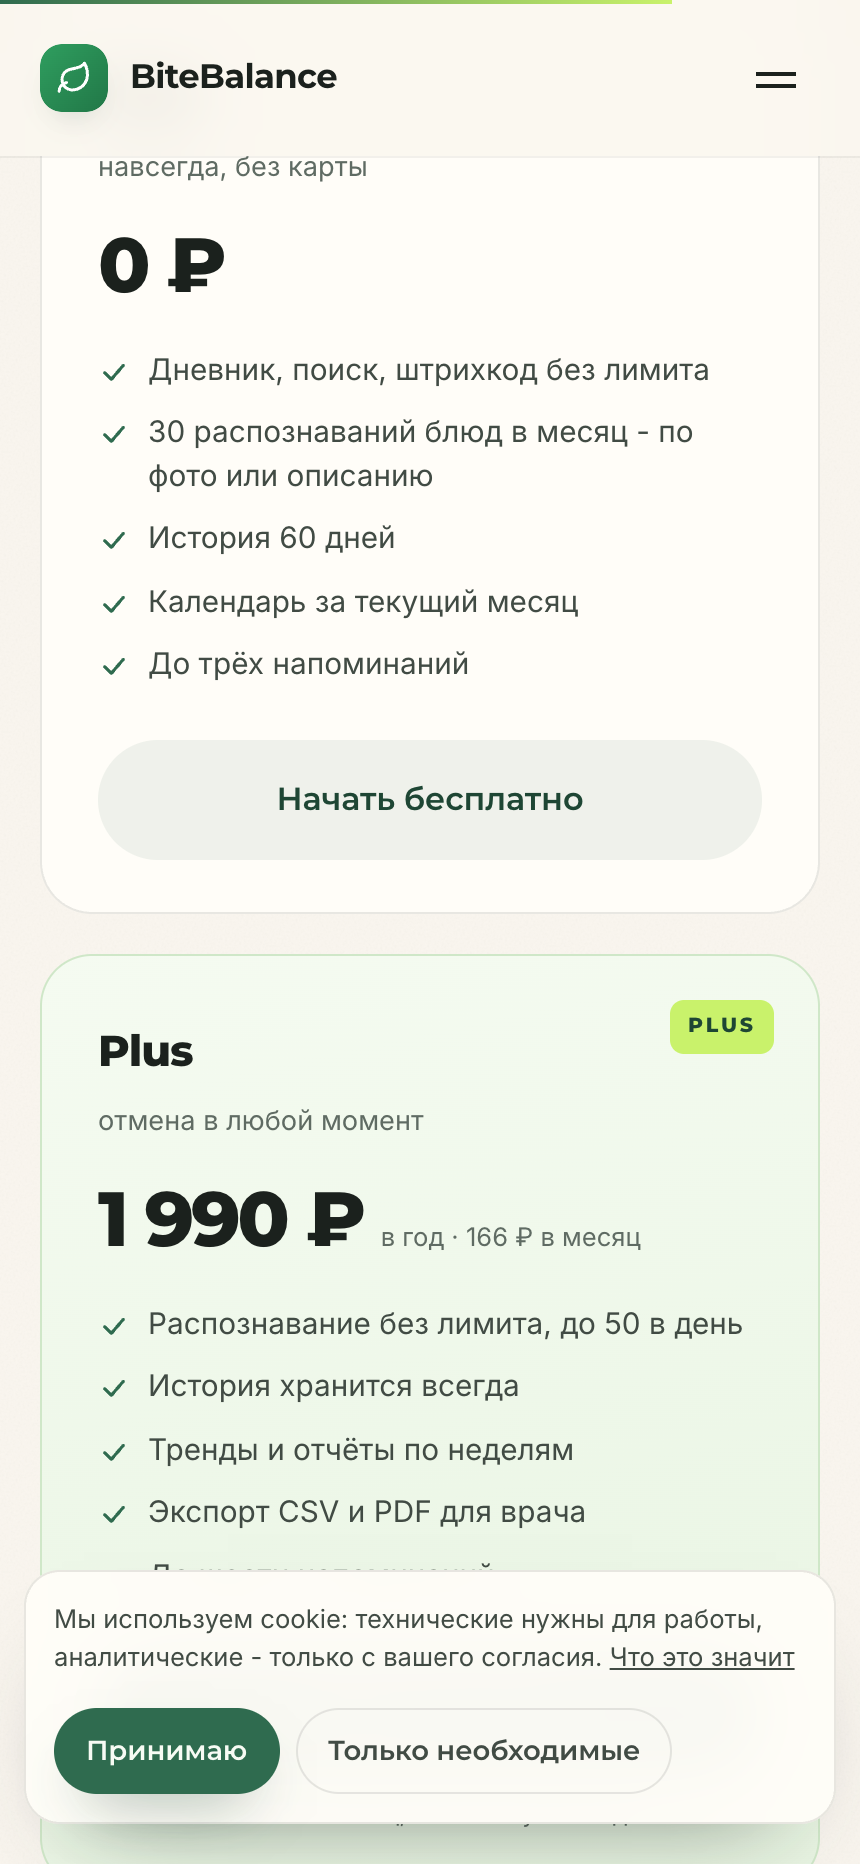 BiteBalance
навсегда, без карты
0 ₽
Дневник, поиск, штрихкод без лимита
30 распознаваний блюд в месяц - по
фото или описанию
История 60 дней
Календарь за текущий месяц
До трёх напоминаний
Начать бесплатно
PLUS
Plus
отмена в любой момент
1 990 ₽ в год · 166 ₽ в месяц
Распознавание без лимита, до 50 в день
История хранится всегда
Тренды и отчёты по неделям
Экспорт CSV и PDF для врача
Мы используем cookie: технические нужны для работы,
аналитические - только с вашего согласия. Что это значит
Принимаю
Только необходимые